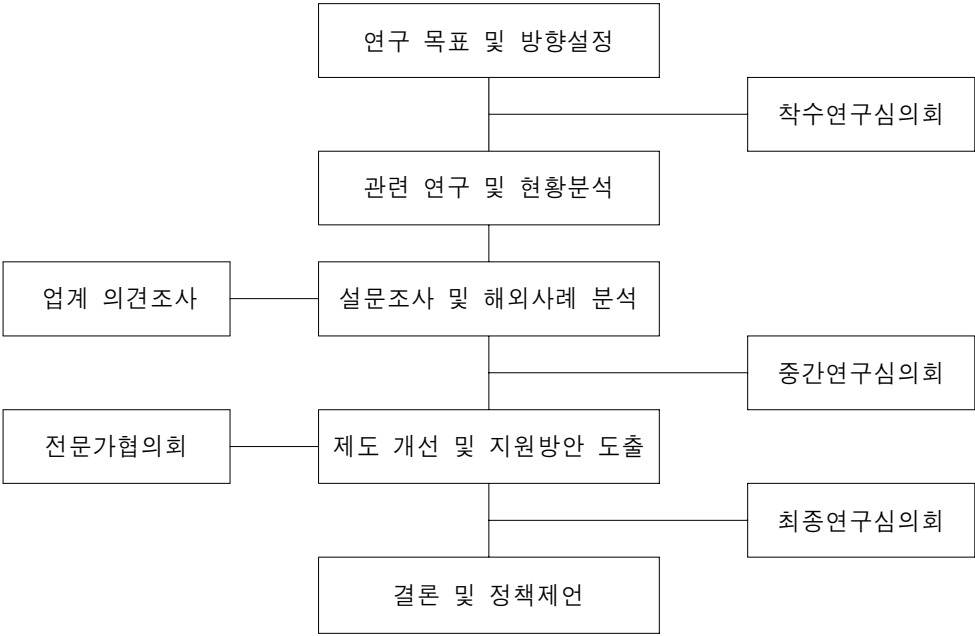 연구 목표 및 방향설정
착수연구심의회
관련 연구 및 현황분석
업계 의견조사
설문조사 및 해외사례 분석
중간연구심의회
전문가협의회
제도 개선 및 지원방안 도출
최종연구심의회
결론 및 정책제언